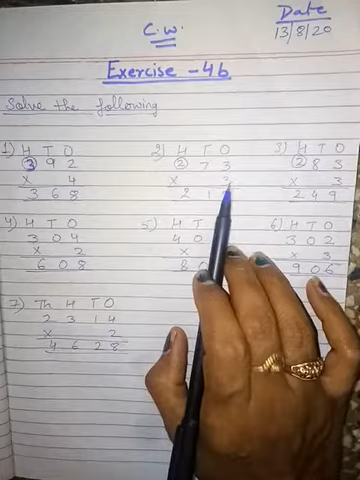 C.W.
Date
13/8/20
Exercise - 4b
Solve the following
1) H T O 2) H T O 3) H T O
3 9 2 2 7 3 2 8 3
x 4 x 3 x 3
3 6 8 2 1 2 4 9
4) H T O 5) H T 6) H T O
3 0 4 4 0 3 0 2
x 2 x x 3
6 0 8 8 0 9 0 6
7) Th H T O
2 3 1 4
x 2
4 6 2 8